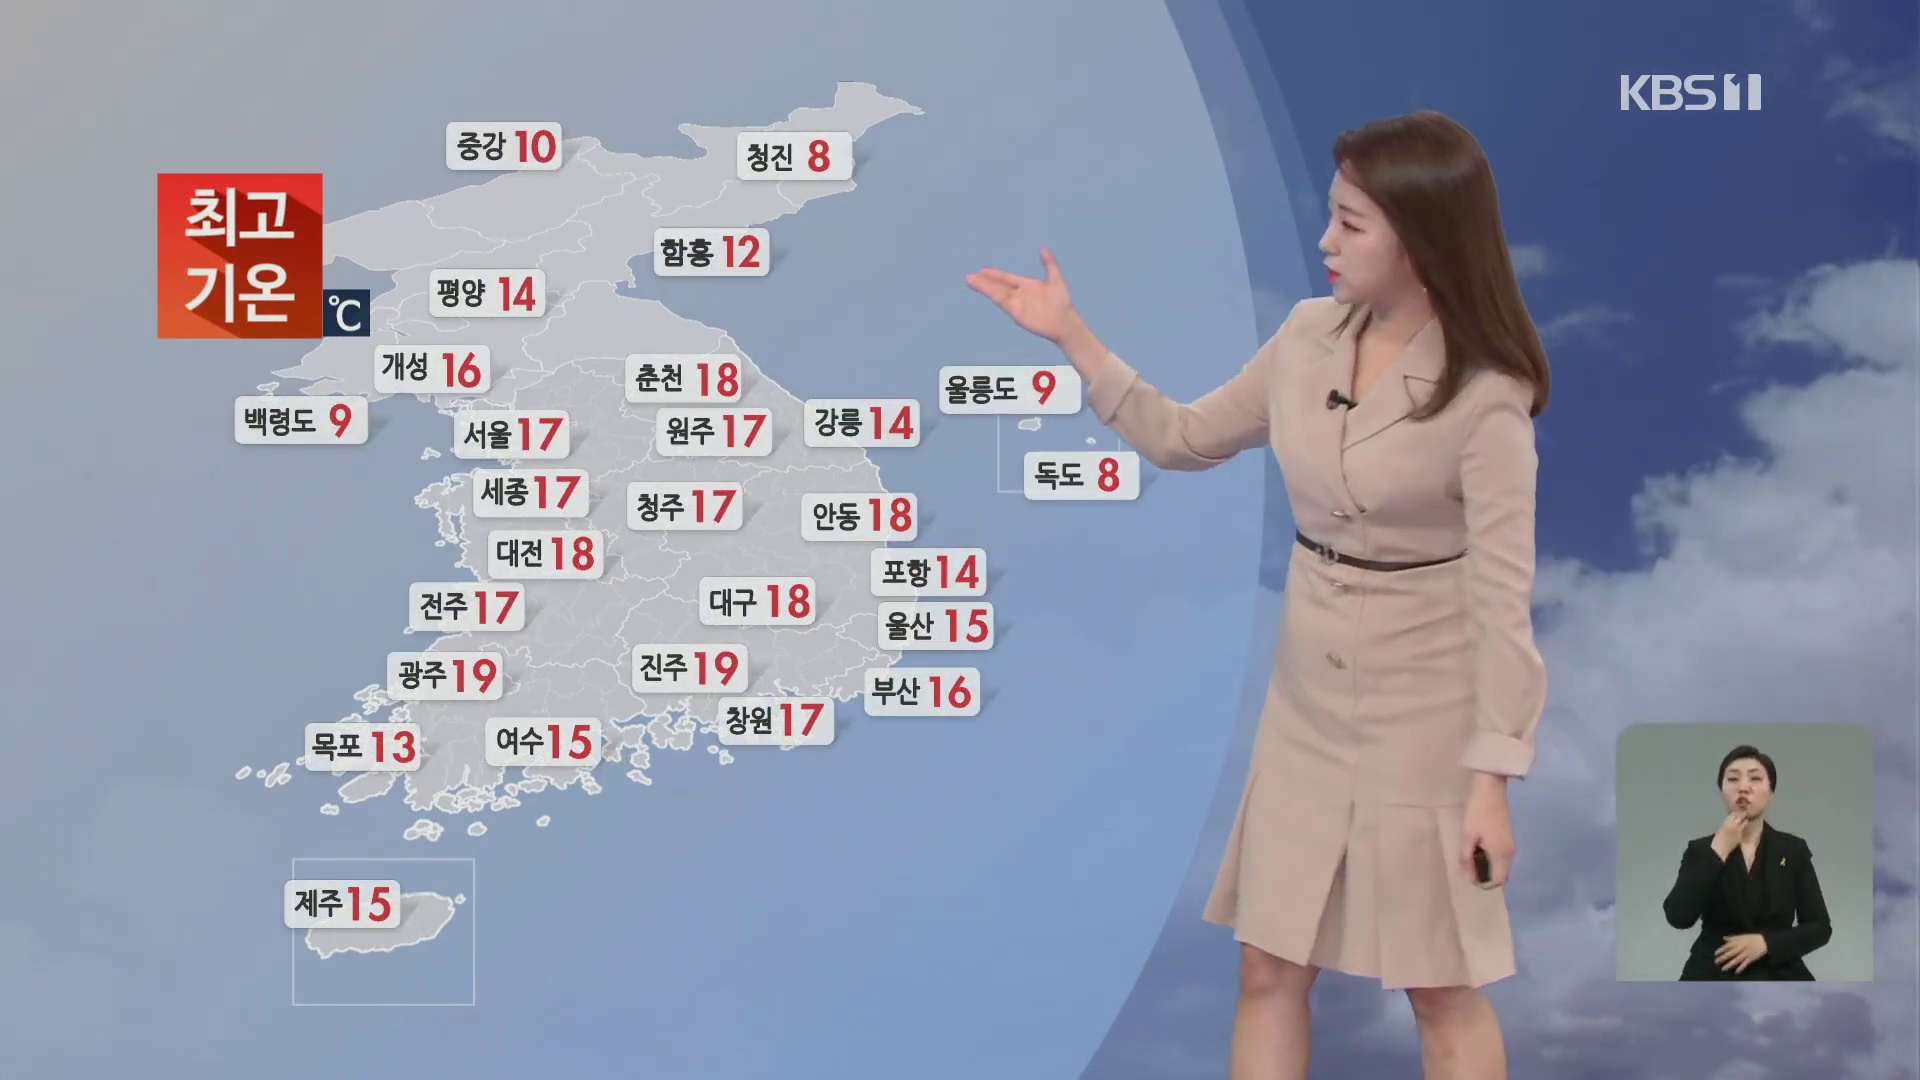 KBS 1
최고
기온
℃
중강 10
청진 8
함흥 12
평양 14
개성 16
춘천 18
울릉도 9
백령도 9
서울 17
원주 17
강릉 14
독도 8
세종 17
청주 17
안동 18
대전 18
포항 14
전주 17
대구 18
울산 15
광주 19
진주 19
부산 16
창원 17
목포 13
여수 15
제주 15